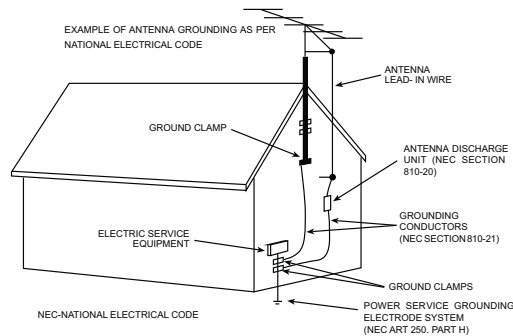 EXAMPLE OF ANTENNA GROUNDING AS PER
NATIONAL ELECTRICAL CODE
ANTENNA
LEAD- IN WIRE
GROUND CLAMP
ANTENNA DISCHARGE
UNIT (NEC SECTION
810-20)
GROUNDING
CONDUCTORS
(NEC SECTION 810-21)
ELECTRIC SERVICE
EQUIPMENT
GROUND CLAMPS
POWER SERVICE GROUNDING
ELECTRODE SYSTEM
(NEC ART 250. PART H)
NEC-NATIONAL ELECTRICAL CODE